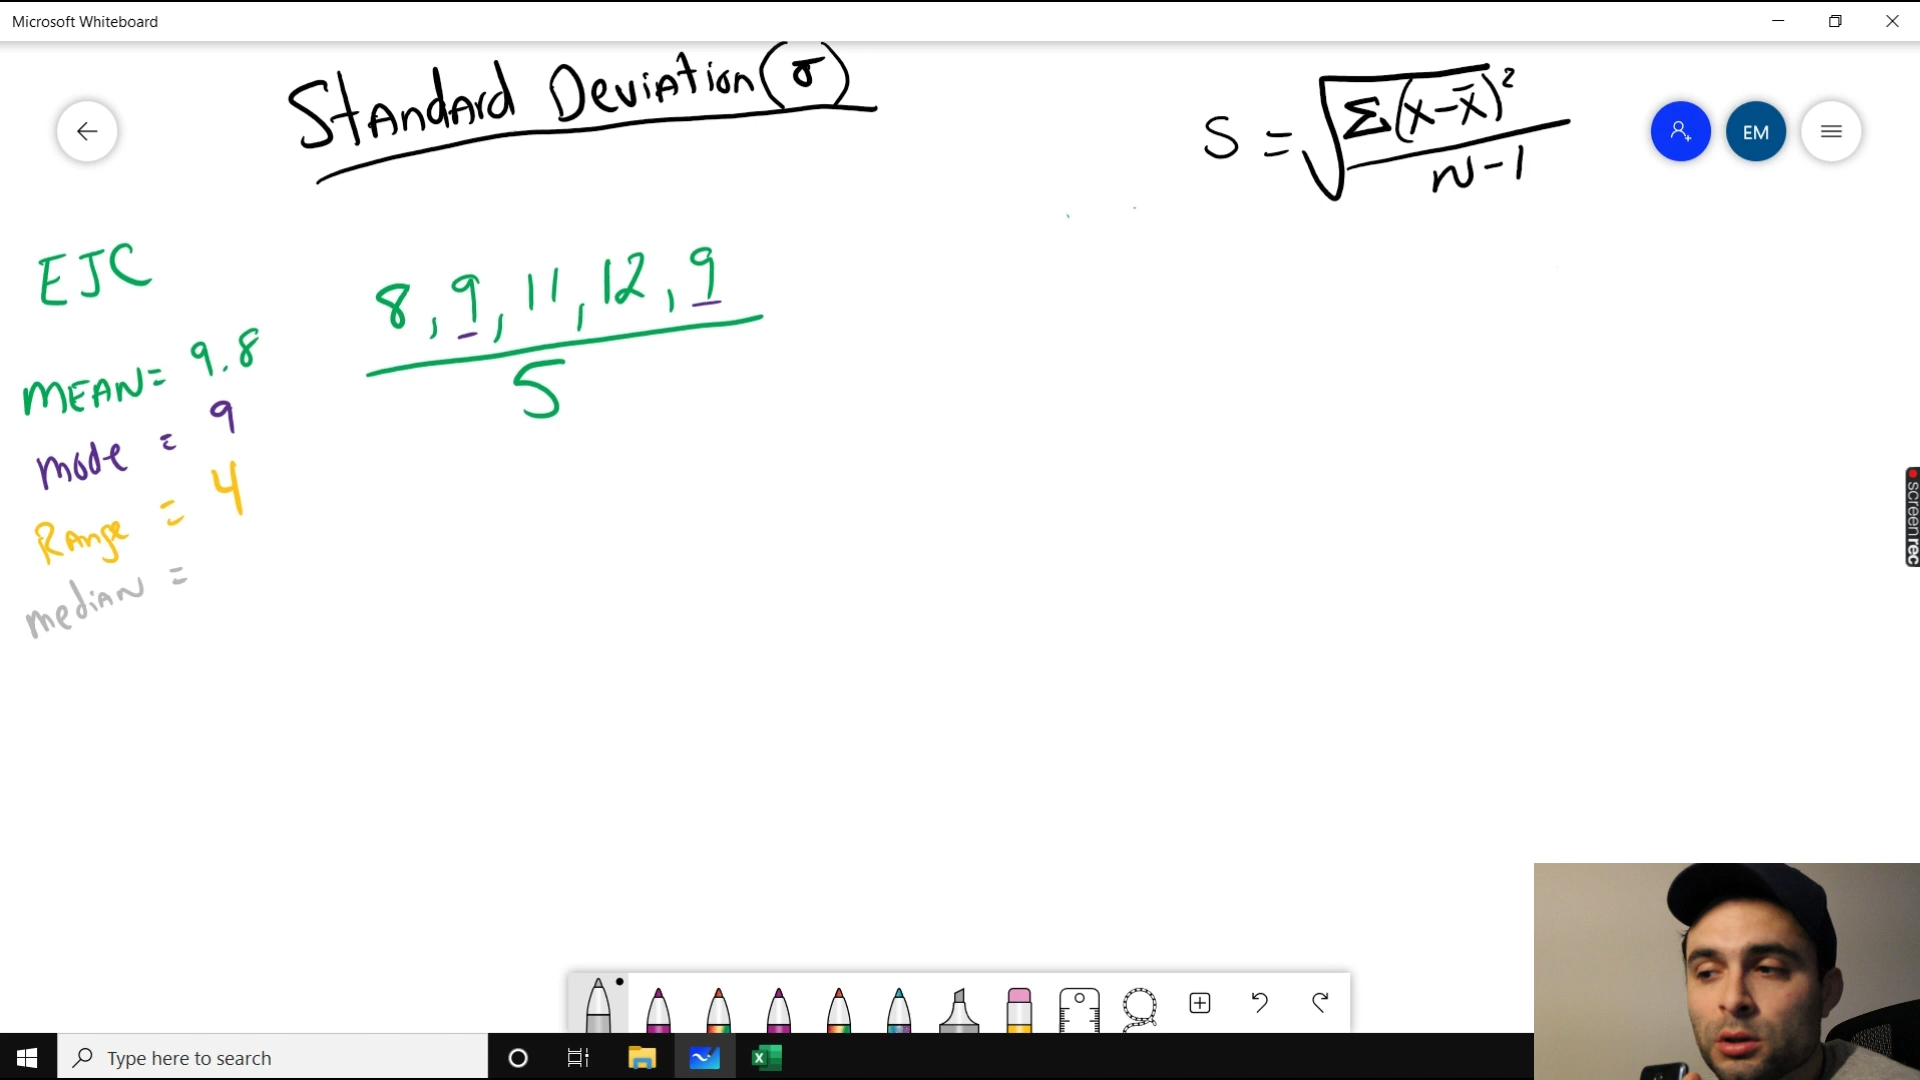 Microsoft Whiteboard
Standard Deviation (σ)
S = √Σ(x-x̄)²
n-1
EM
EJC
8, 9, 11, 12, 9
5
MEAN = 9.8
mode = 9
Range = 4
mediAN =
screenrec
Type here to search